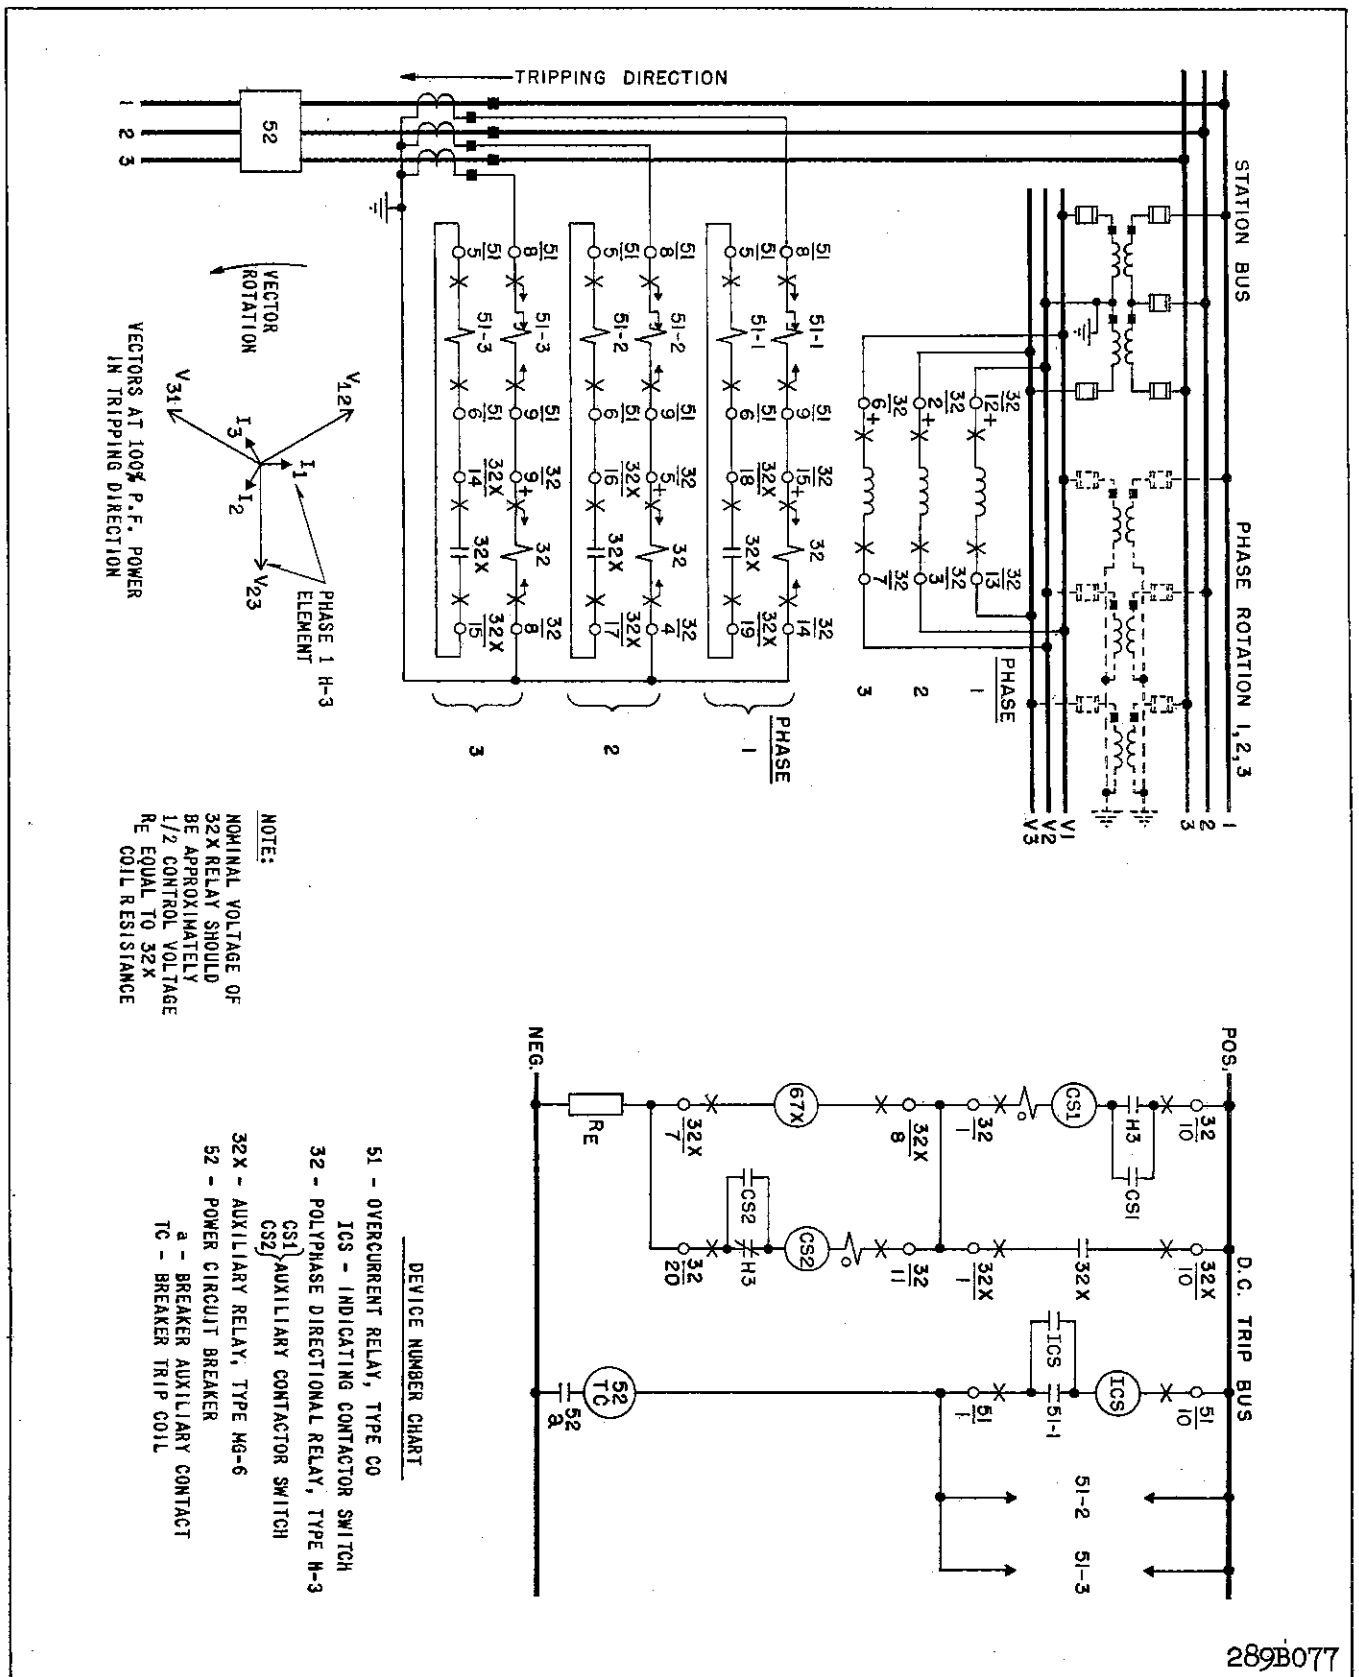 TRIPPING DIRECTION
1
2
3
52
STATION BUS
PHASE ROTATION 1, 2, 3
1
2
3
V1
V2
V3
32
12
+
32
13
32
2
+
32
3
32
6
+
32
7
PHASE
1
2
3
51
8
51-1
51
9
32
15
+
32
32
14
51
5
51-1
51
6
32X
18
32X
32X
19
51
8
51-2
51
9
32
5
+
32
32
4
51
5
51-2
51
6
32X
16
32X
32X
17
51
8
51-3
51
9
32
9
+
32
32
8
51
5
51-3
51
6
32X
14
32X
32X
15
PHASE
1
2
3
VECTOR
ROTATION
V12
V23
V31
I1
I2
I3
PHASE 1 H-3
ELEMENT
VECTORS AT 100% P.F. POWER
IN TRIPPING DIRECTION
NOTE:
NOMINAL VOLTAGE OF
32X RELAY SHOULD
BE APPROXIMATELY
1/2 CONTROL VOLTAGE
RE EQUAL TO 32X
COIL RESISTANCE
POS.
D.C. TRIP BUS
32
10
H3
CS1
CS1
32
1
32X
8
67X
32X
7
RE
NEG.
32X
10
32X
32X
1
32
11
CS2
H3
CS2
32
20
51
10
ICS
51-1
ICS
51
1
52
TC
52
a
51-2
51-3
DEVICE NUMBER CHART
51 - OVERCURRENT RELAY, TYPE CO
ICS - INDICATING CONTACTOR SWITCH
32 - POLYPHASE DIRECTIONAL RELAY, TYPE H-3
CS1
CS2} AUXILIARY CONTACTOR SWITCH
32X - AUXILIARY RELAY, TYPE MG-6
52 - POWER CIRCUIT BREAKER
a - BREAKER AUXILIARY CONTACT
TC - BREAKER TRIP COIL
289B077